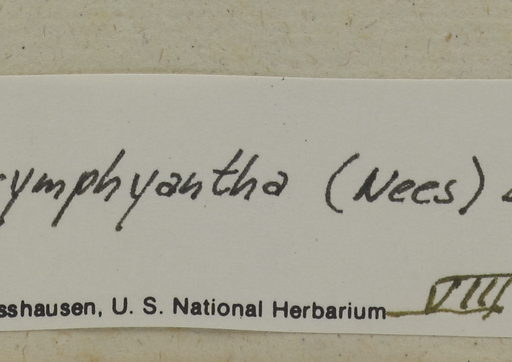 symphyantha (Nees)
sshausen, U. S. National Herbarium VIII